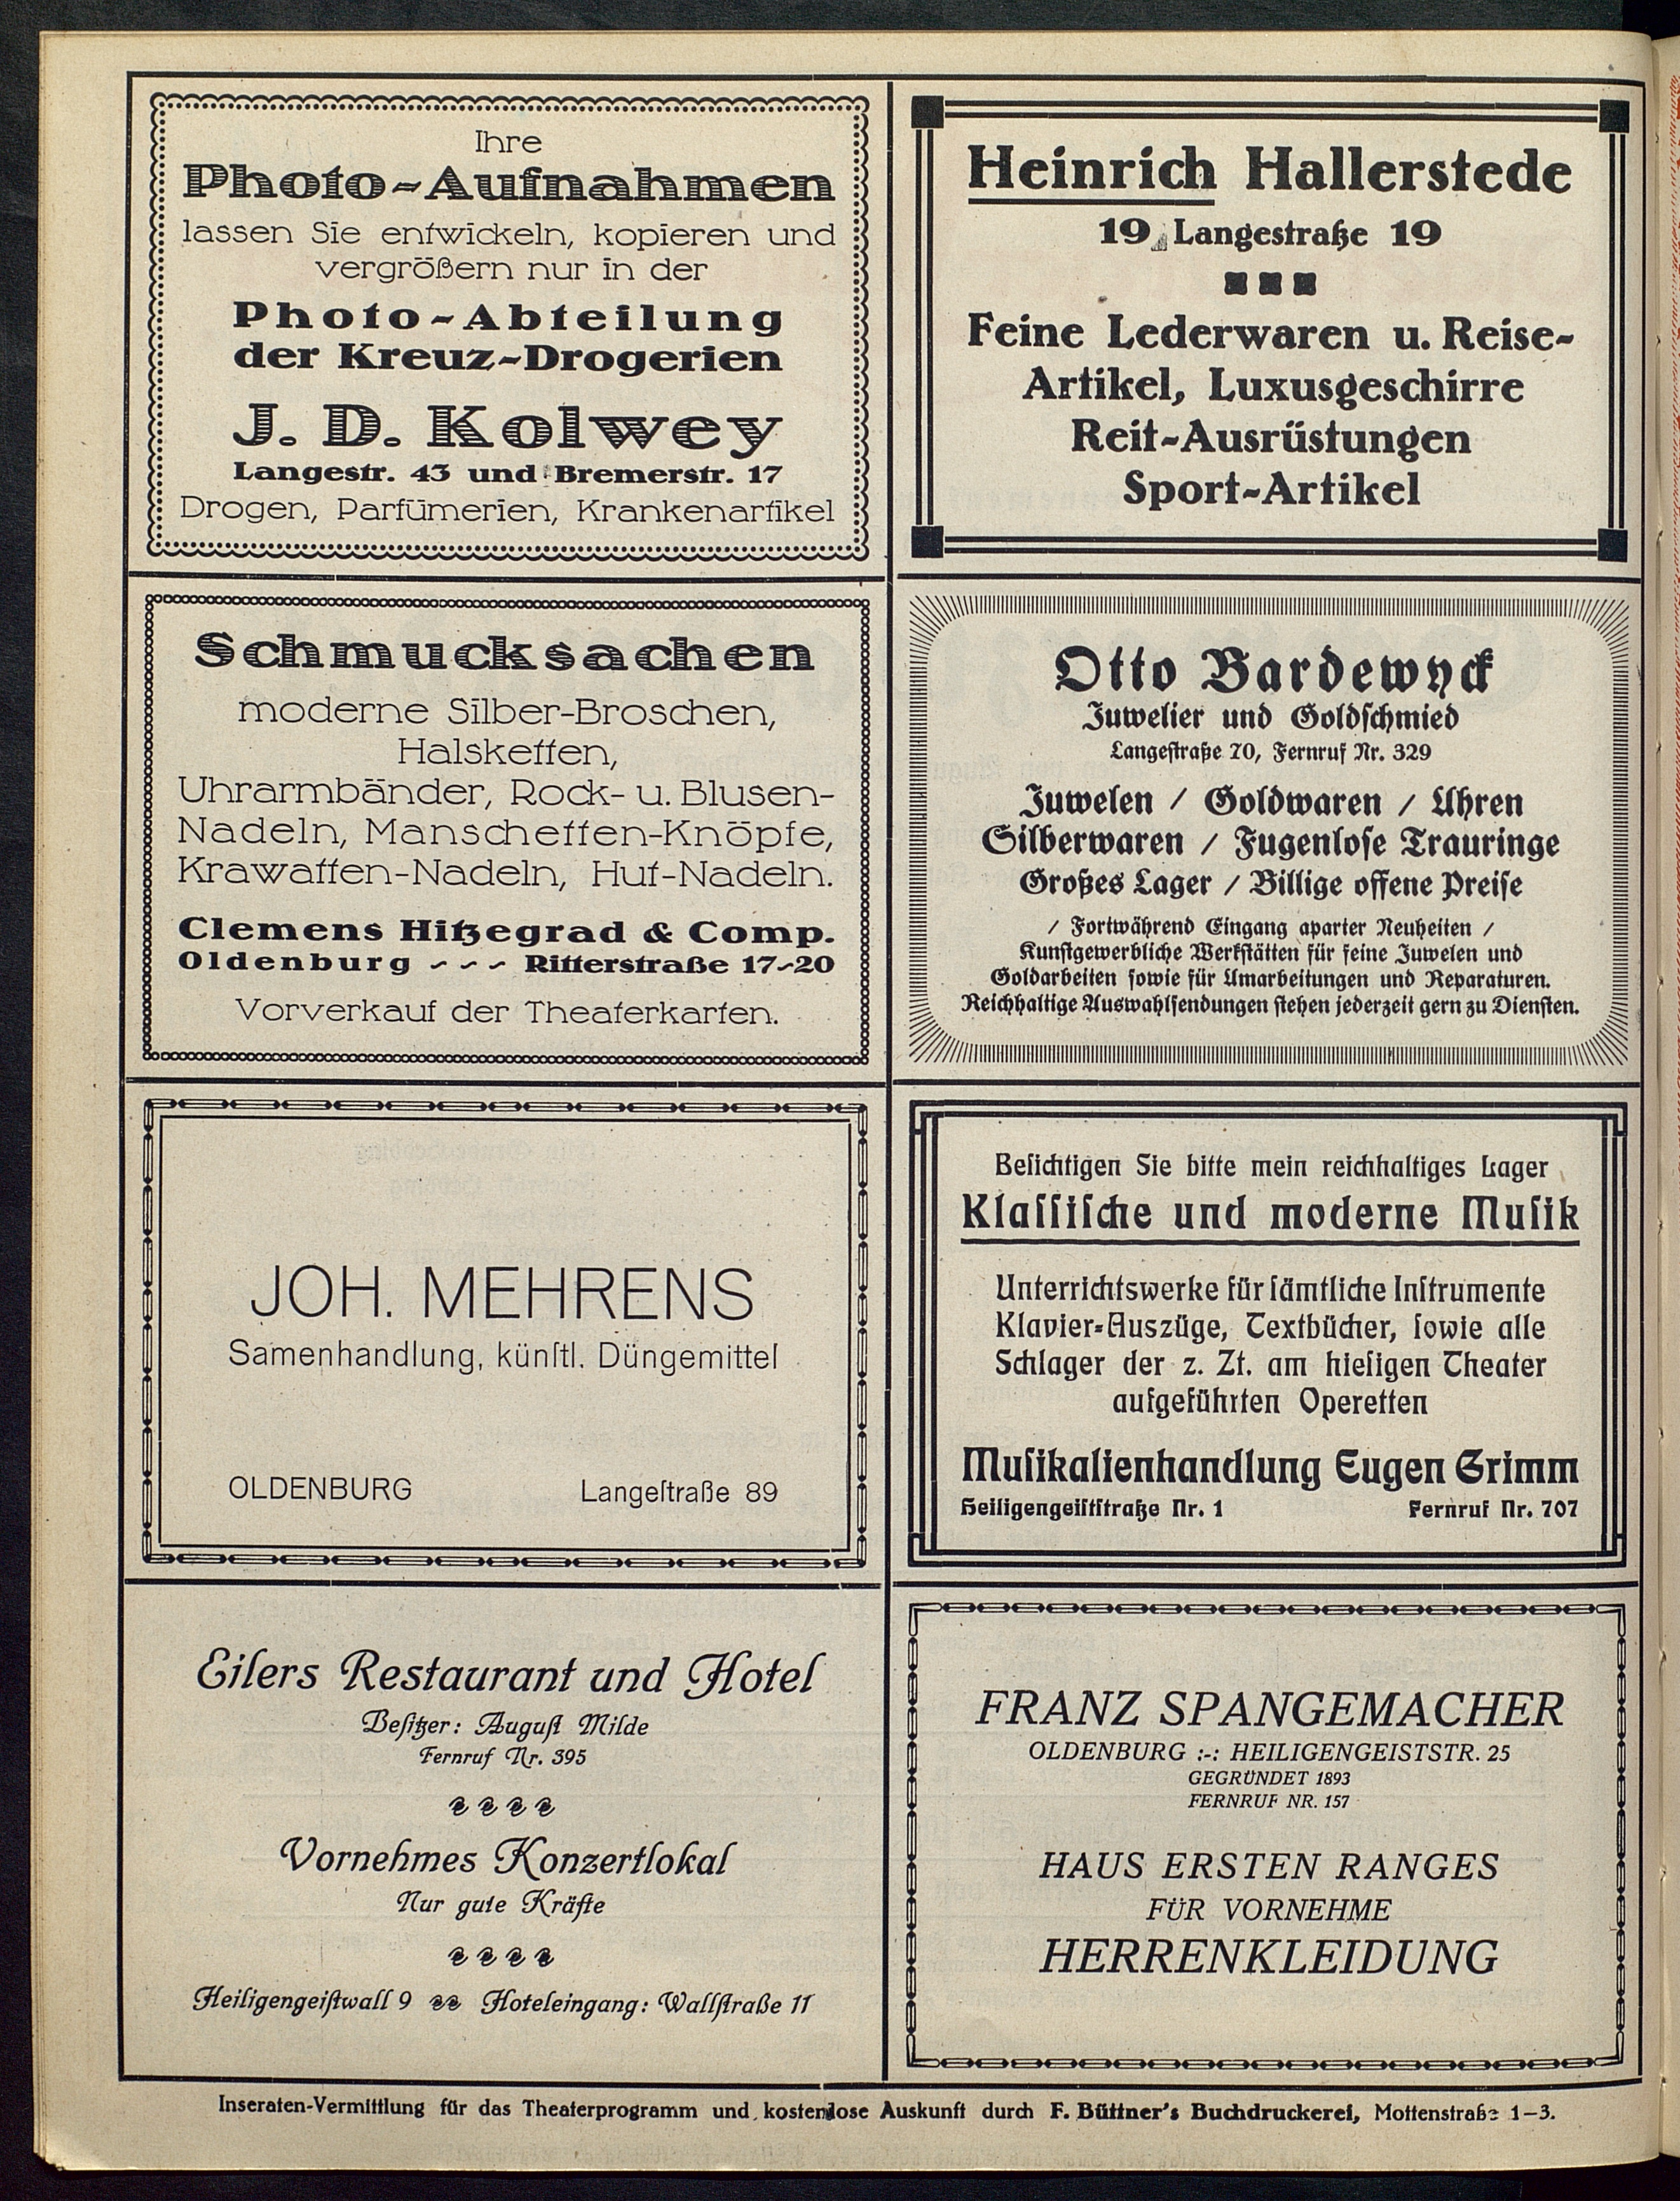 Ihre
Photo-Aufnahmen
lassen Sie entwickeln, kopieren und
vergrößern nur in der
Photo-Abteilung
der Kreuz-Drogerien
J. D. Kolwey
Langestr. 43 und Bremerstr. 17
Drogen, Parfümerien, Krankenartikel
Heinrich Hallerstede
19 Langestraße 19
Feine Lederwaren u. Reise-
Artikel, Luxusgeschirre
Reit-Ausrüstungen
Sport-Artikel
Schmucksachen
moderne Silber-Broschen,
Halsketten,
Uhrarmbänder, Rock- u. Blusen-
Nadeln, Manschetten-Knöpfe,
Krawatten-Nadeln, Hut-Nadeln.
Clemens Hitzegrad & Comp.
Oldenburg - - - Ritterstraße 17-20
Vorverkauf der Theaterkarten.
Otto Bardewyck
Juwelier und Goldschmied
Langestraße 70, Fernruf Nr. 329
Juwelen / Goldwaren / Uhren
Silberwaren / Fugenlose Trauringe
Großes Lager / Billige offene Preise
/ Fortwährend Eingang aparter Neuheiten /
Kunstgewerbliche Werkstätten für feine Juwelen und
Goldarbeiten sowie für Umarbeitungen und Reparaturen.
Reichhaltige Auswahlsendungen stehen jederzeit gern zu Diensten.
JOH. MEHRENS
Samenhandlung, künſtl. Düngemittel
OLDENBURG Langeſtraße 89
Beſichtigen Sie bitte mein reichhaltiges Lager
Klaſſiſche und moderne Muſik
Unterrichtswerke für ſämtliche Inſtrumente
Klavier-Auszüge, Textbücher, ſowie alle
Schlager der z. Zt. am hieſigen Theater
aufgeführten Operetten
Muſikalienhandlung Eugen Grimm
Heiligengeiſtſtraße Nr. 1 Fernruf Nr. 707
Eilers Restaurant und Hotel
Beſitzer: Auguſt Milde
Fernruf Nr. 395
Vornehmes Konzertlokal
Nur gute Kräfte
Heiligengeiſtwall 9 Hoteleingang: Wallſtraße 11
FRANZ SPANGEMACHER
OLDENBURG :-: HEILIGENGEISTSTR. 25
GEGRÜNDET 1893
FERNRUF NR. 157
HAUS ERSTEN RANGES
FÜR VORNEHME
HERRENKLEIDUNG
Inseraten-Vermittlung für das Theaterprogramm und kostenlose Auskunft durch F. Büttner's Buchdruckerei, Mottenstraße 1-3.